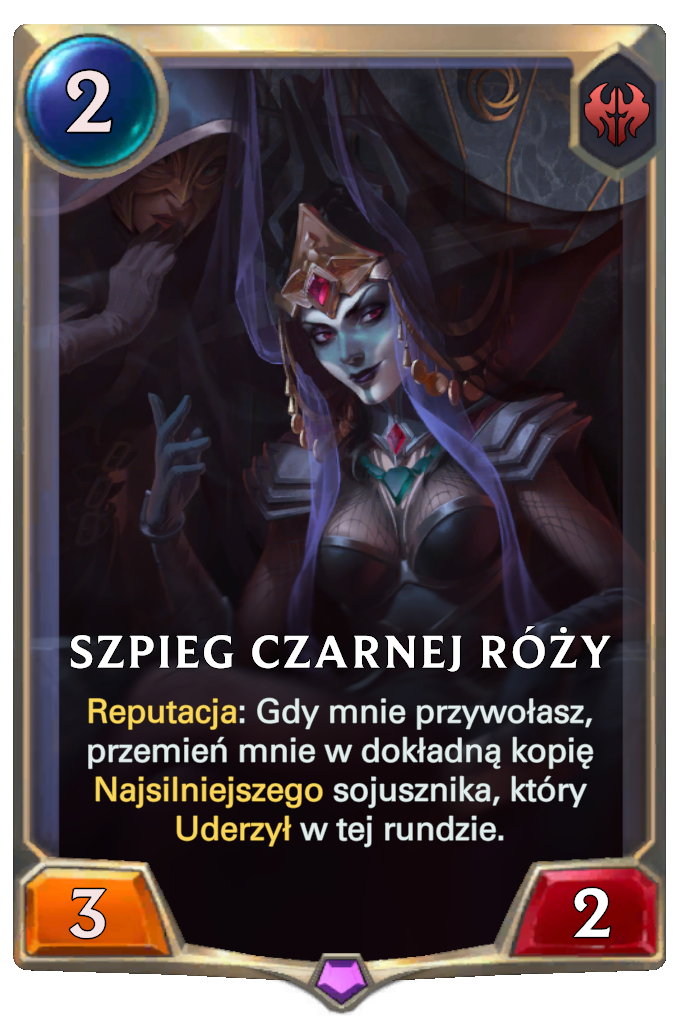 2
SZPIEG CZARNEJ RÓŻY
Reputacja: Gdy mnie przywołasz,
przemień mnie w dokładną kopię
Najsilniejszego sojusznika, który
Uderzył w tej rundzie.
3
2